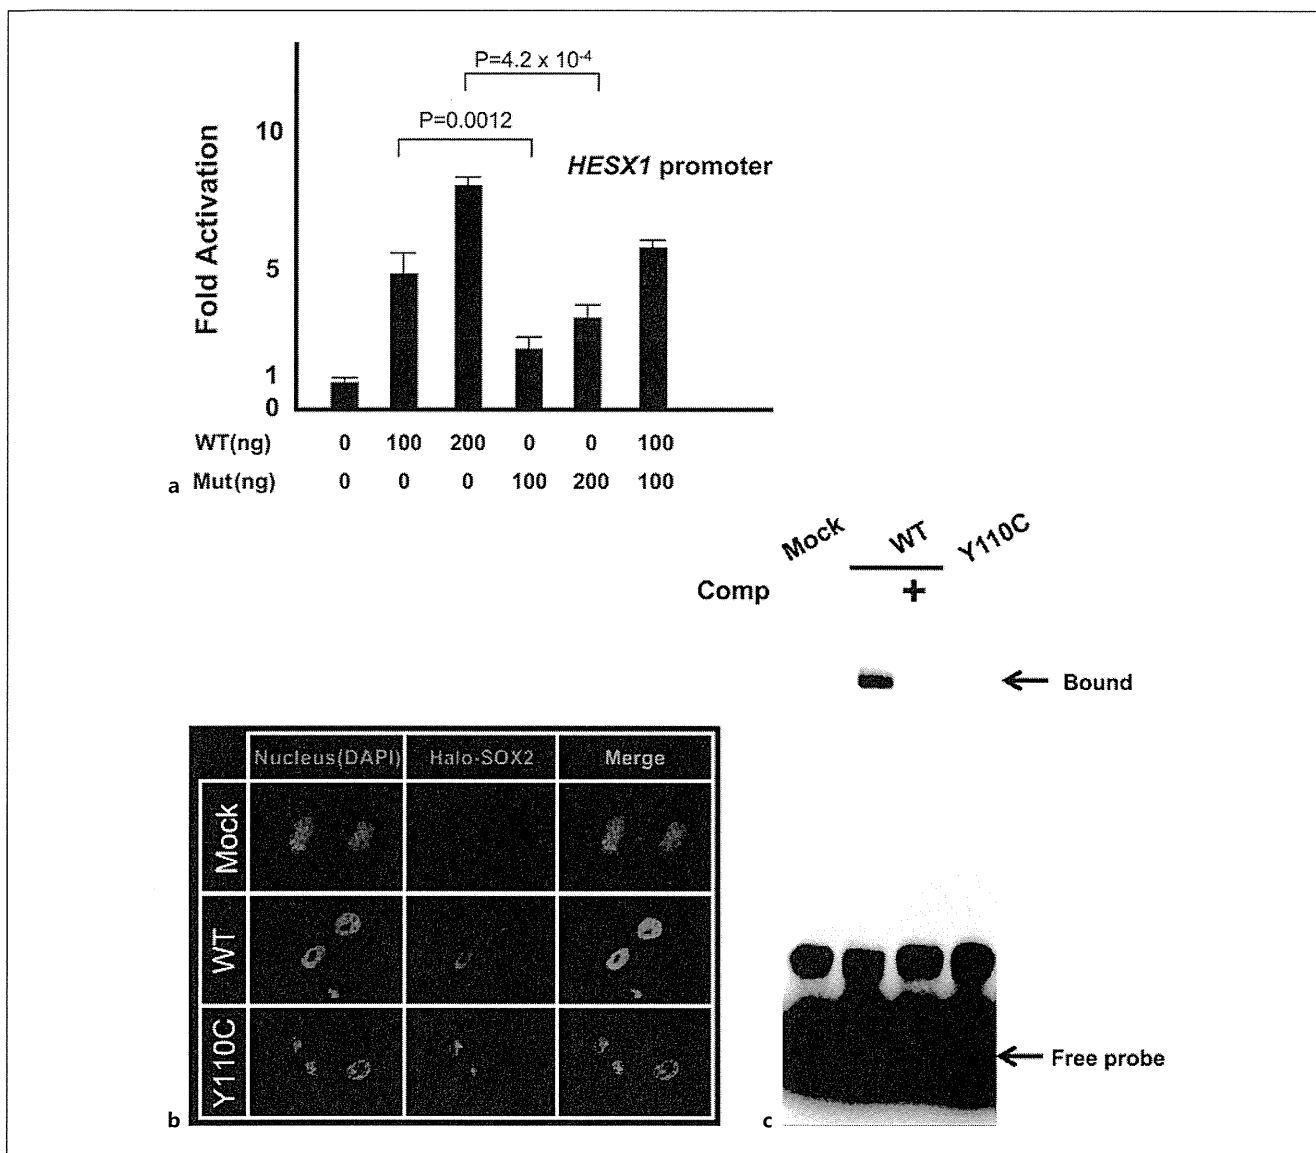 P=4.2 x 10-4
P=0.0012
HESX1 promoter
Fold Activation
10
5
1
0
WT(ng) 0 100 200 0 0 100
a Mut(ng) 0 0 0 100 200 100
Mock WT Y110C
Comp +
Bound
Nucleus(DAPI) Halo-SOX2 Merge
Mock
WT
Y110C
Free probe
b
c